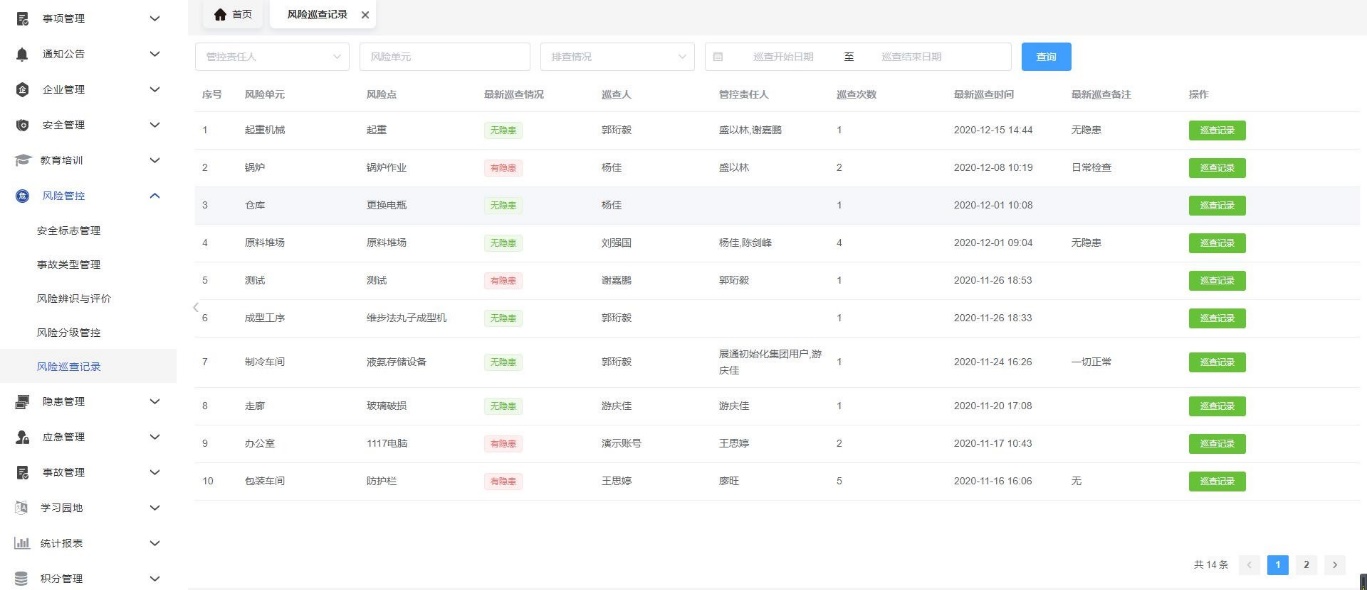 事项管理
通知公告
企业管理
安全管理
教育培训
风险管控
安全标志管理
事故类型管理
风险辨识与评价
风险分级管控
风险巡查记录
隐患管理
应急管理
事故管理
学习园地
统计报表
积分管理
首页 风险巡查记录
管控责任人 风险单元 排查情况 巡查开始日期 至 巡查结束日期 查询
序号 风险单元 风险点 最新巡查情况 巡查人 管控责任人 巡查次数 最新巡查时间 最新巡查备注 操作
1 起重机械 起重 无隐患 郭珩毅 盛以林,谢嘉鹏 1 2020-12-15 14:44 无隐患 巡查记录
2 锅炉 锅炉作业 有隐患 杨佳 盛以林 2 2020-12-08 10:19 日常检查 巡查记录
3 仓库 更换电瓶 无隐患 杨佳 1 2020-12-01 10:08 巡查记录
4 原料堆场 原料堆场 无隐患 刘强国 杨佳,陈剑峰 4 2020-12-01 09:04 无隐患 巡查记录
5 测试 测试 有隐患 谢嘉鹏 郭珩毅 1 2020-11-26 18:53 巡查记录
6 成型工序 维步法丸子成型机 无隐患 郭珩毅 1 2020-11-26 18:33 巡查记录
7 制冷车间 液氨存储设备 无隐患 郭珩毅 晨通初始化集团用户,游 1 2020-11-24 16:26 一切正常 巡查记录
庆佳
8 走廊 玻璃破损 无隐患 游庆佳 游庆佳 1 2020-11-20 17:08 巡查记录
9 办公室 1117电脑 有隐患 演示账号 王思婷 2 2020-11-17 10:43 巡查记录
10 包装车间 防护栏 有隐患 王思婷 廖旺 5 2020-11-16 16:06 无 巡查记录
共 14 条 1 2